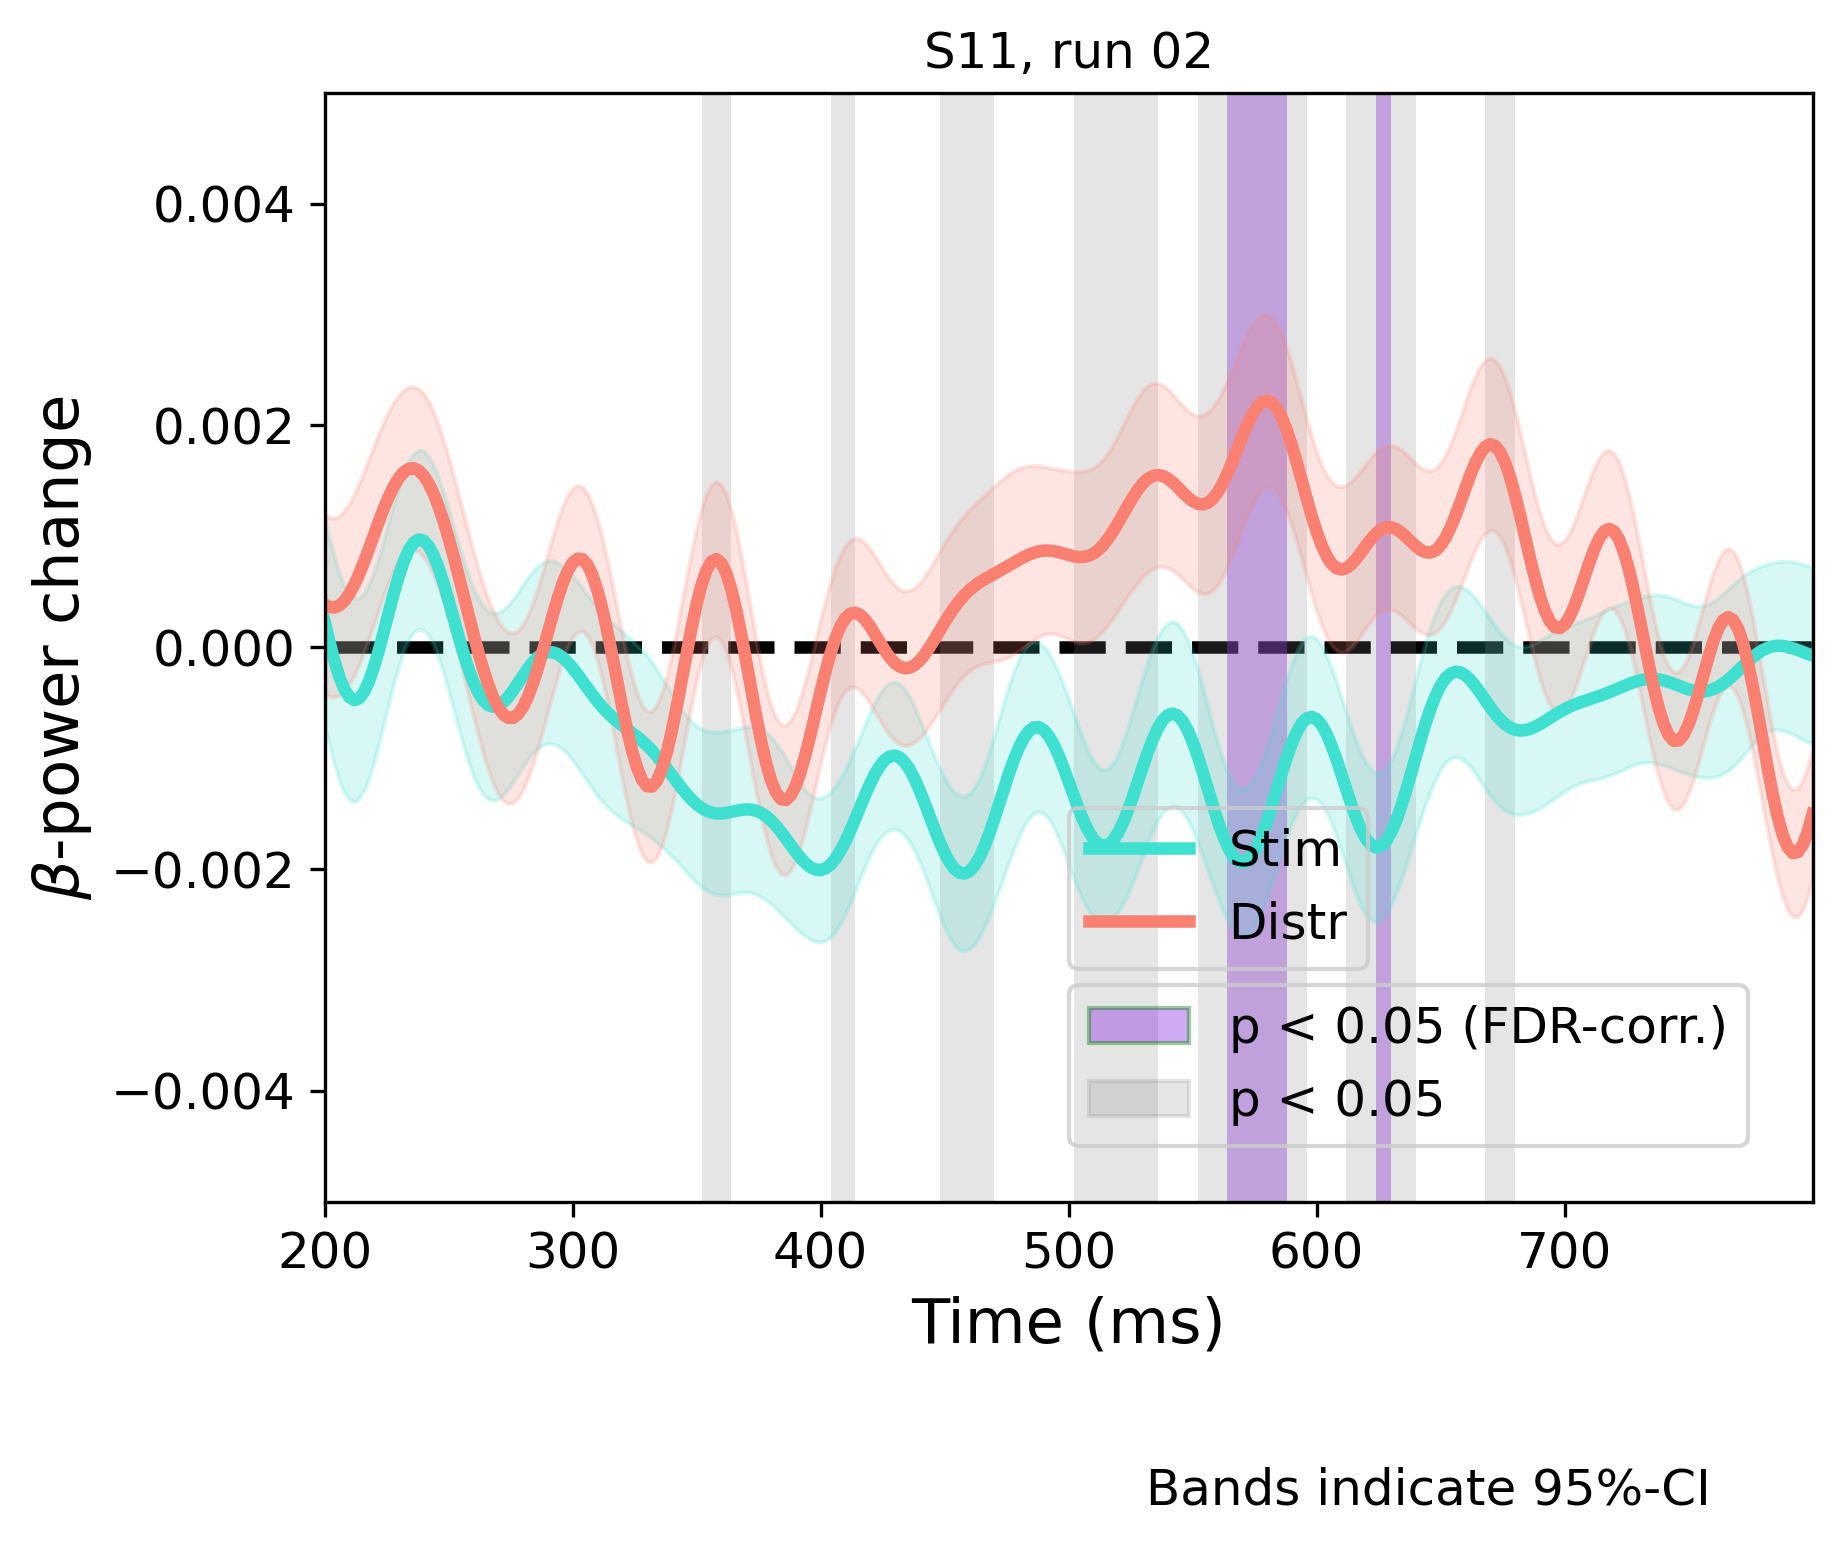 S11, run 02
β-power change
0.004
0.002
0.000
−0.002
−0.004
Stim
Distr
p < 0.05 (FDR-corr.)
p < 0.05
200 300 400 500 600 700
Time (ms)
Bands indicate 95%-CI